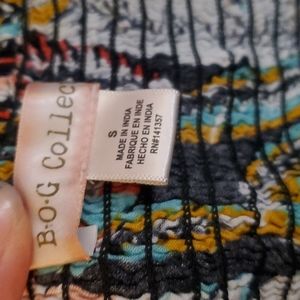 B.O.G Collec
S
MADE IN INDIA
FABRIQUE EN INDE
HECHO EN INDIA
RN#141357